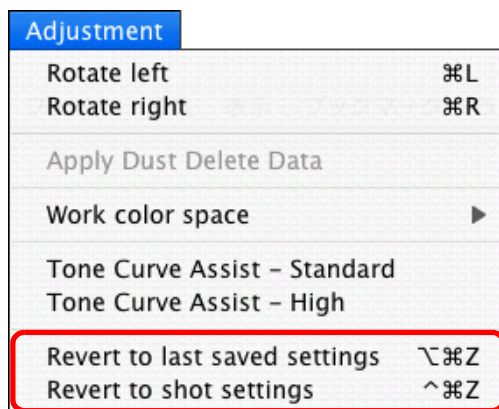 Adjustment
Rotate left ⌘L
Rotate right ⌘R
Apply Dust Delete Data
Work color space ▶
Tone Curve Assist – Standard
Tone Curve Assist – High
Revert to last saved settings ⌥⌘Z
Revert to shot settings ^⌘Z